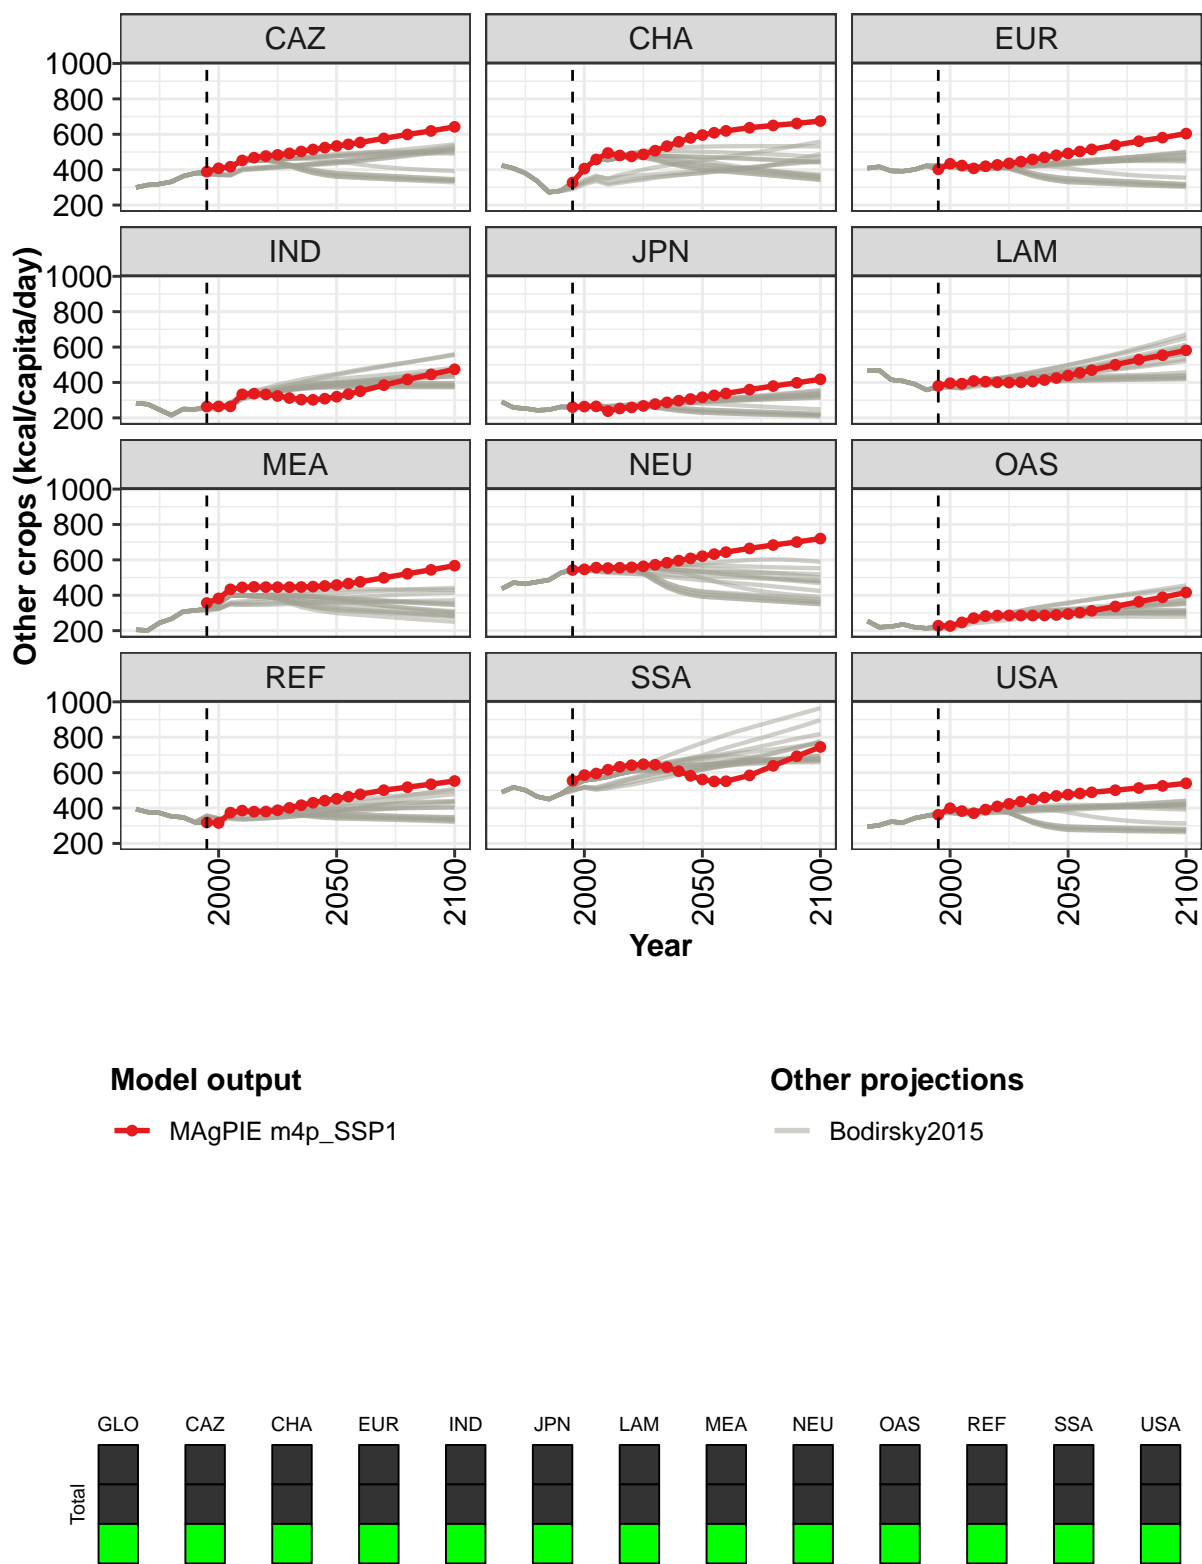 CAZ CHA EUR
1000
800
600
400
200
IND JPN LAM
1000
800
600
400
200
MEA NEU OAS
1000
800
600
400
200
REF SSA USA
1000
800
600
400
200
Other crops (kcal/capita/day)
2000 2050 2100 2000 2050 2100 2000 2050 2100
Year
Model output Other projections
MAgPIE m4p_SSP1 Bodirsky2015
GLO CAZ CHA EUR IND JPN LAM MEA NEU OAS REF SSA USA
Total